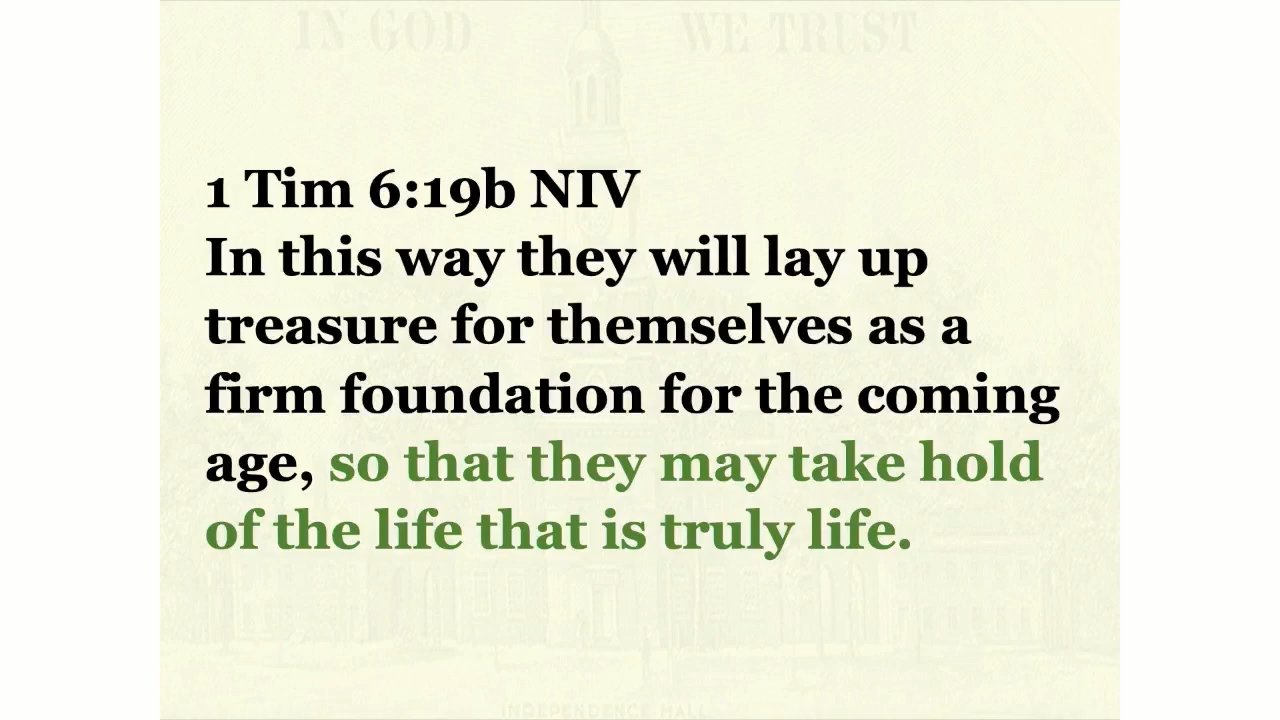 IN GOD WE TRUST
1 Tim 6:19b NIV
In this way they will lay up
treasure for themselves as a
firm foundation for the coming
age, so that they may take hold
of the life that is truly life.
INDEPENDENCE HALL